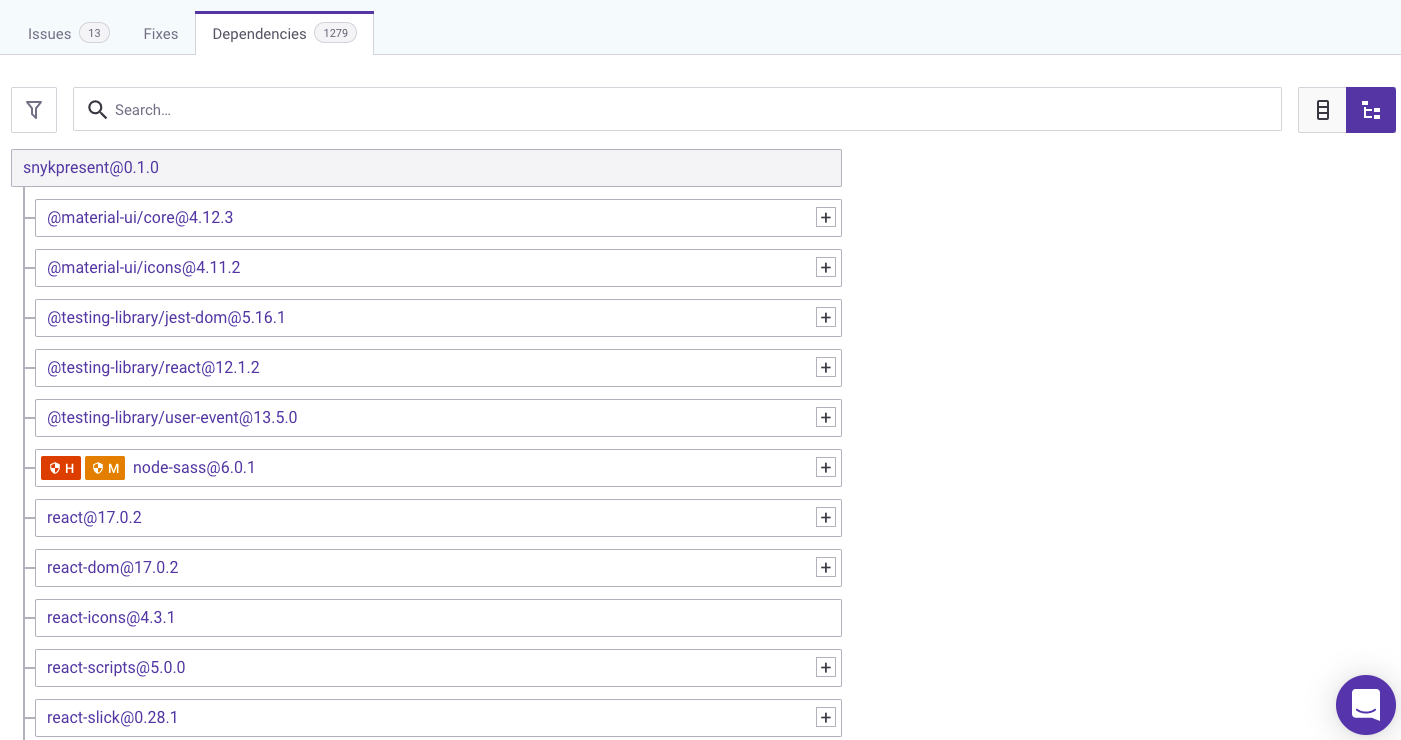 Issues 13 Fixes Dependencies 1279
Search…
snykpresent@0.1.0
@material-ui/core@4.12.3
@material-ui/icons@4.11.2
@testing-library/jest-dom@5.16.1
@testing-library/react@12.1.2
@testing-library/user-event@13.5.0
H M node-sass@6.0.1
react@17.0.2
react-dom@17.0.2
react-icons@4.3.1
react-scripts@5.0.0
react-slick@0.28.1